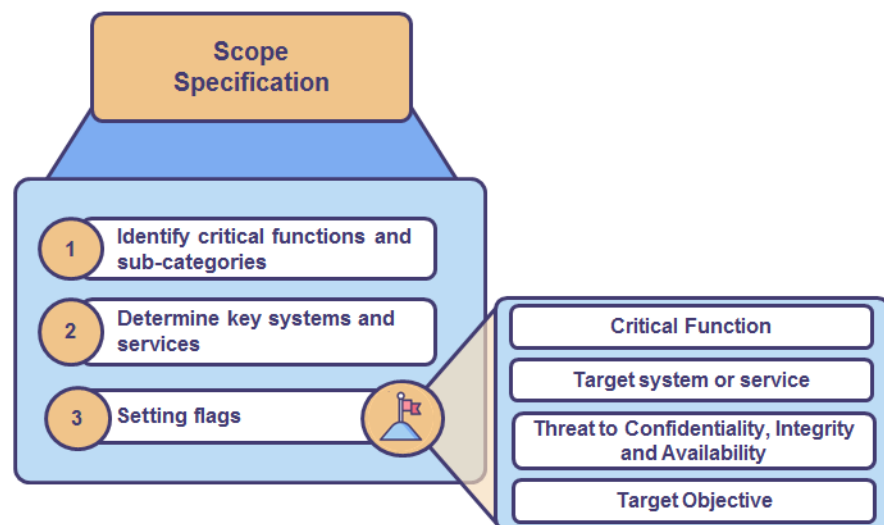 Scope
Specification
1
Identify critical functions and
sub-categories
2
Determine key systems and
services
3
Setting flags
Critical Function
Target system or service
Threat to Confidentiality, Integrity
and Availability
Target Objective